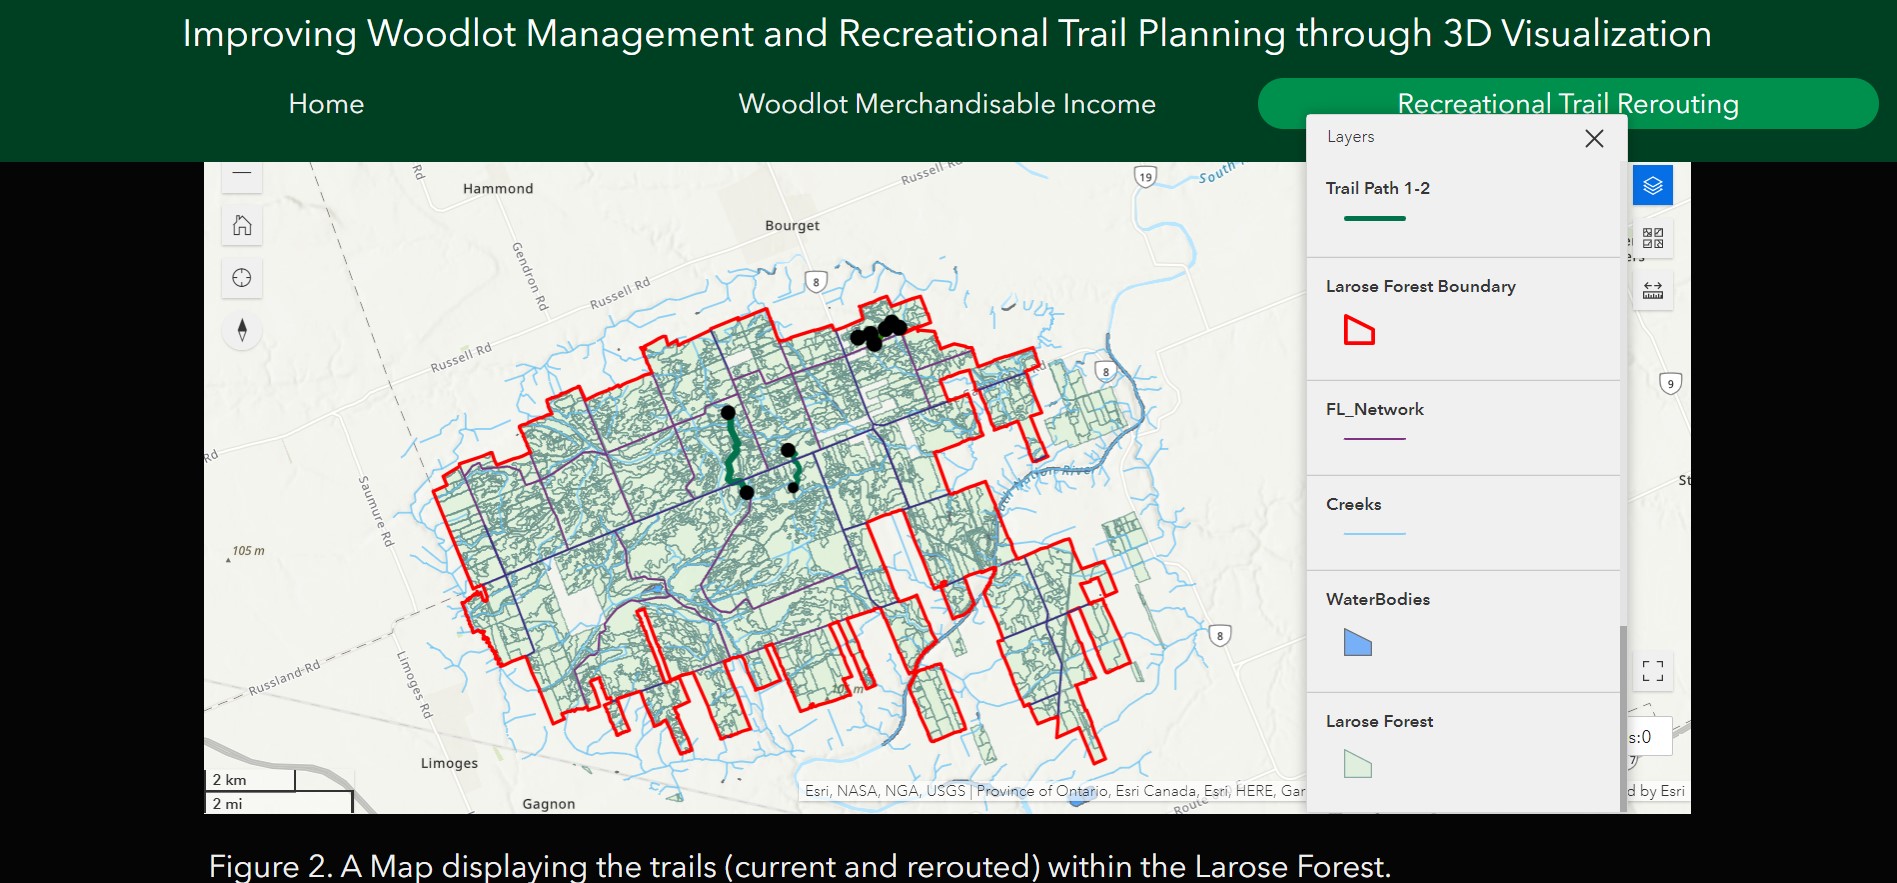 Improving Woodlot Management and Recreational Trail Planning through 3D Visualization
Home
Woodlot Merchandisable Income
Recreational Trail Rerouting
Layers
Trail Path 1-2
Larose Forest Boundary
FL_Network
Creeks
WaterBodies
Larose Forest
Rd
Hammond
Russell Rd
19
South
Bourget
Gendron Rd
8
Russell Rd
Russell Rd
8
9
Rd
Saumure Rd
River
St
105 m
8
Russland Rd
Limoges Rd
Limoges
s:0
7
2 km
2 mi
Gagnon
Esri, NASA, NGA, USGS | Province of Ontario, Esri Canada, Esri, HERE, Gar
d by Esri
Route
Figure 2. A Map displaying the trails (current and rerouted) within the Larose Forest.